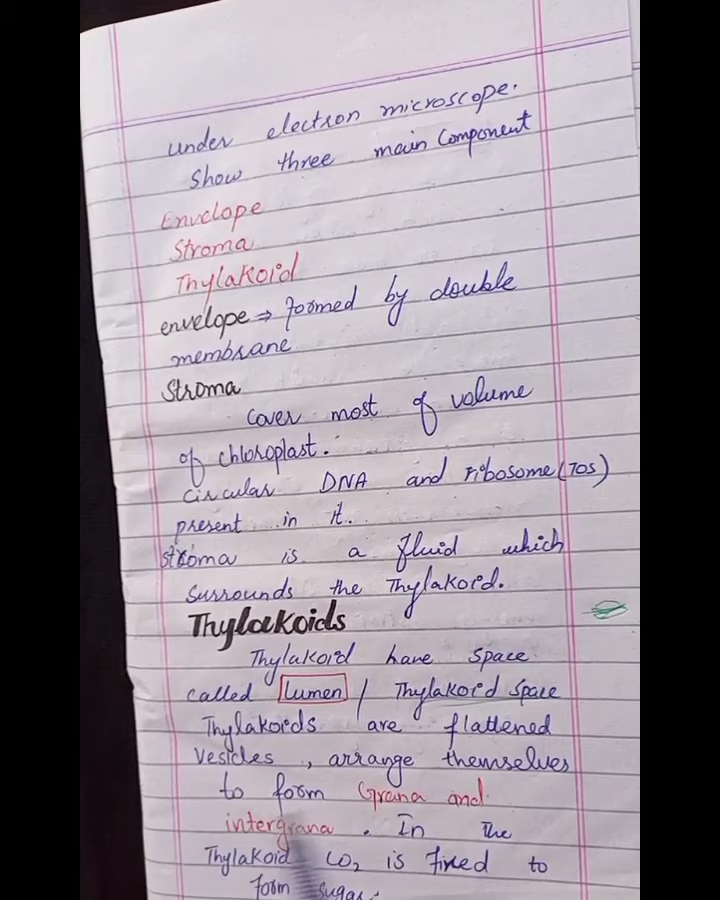 under electron microscope.
Show three main Component
Envelope
Stroma
Thylakoid
envelope ⇒ formed by double
membrane
Stroma
Cover most of volume
of chloroplast.
circular DNA and ribosome (70s)
present in it.
stroma is a fluid which
surrounds the Thylakoid.
Thylakoids
Thylakoid have space
called lumen / Thylakoid space
Thylakoids are flattened
vesicles, arrange themselves
to form Grana and
intergrana. In the
Thylakoid CO₂ is fixed to
form sugar.